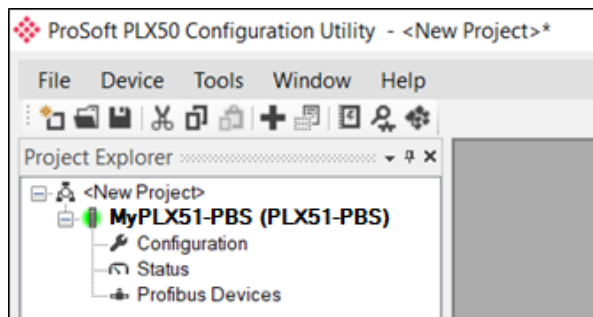 ProSoft PLX50 Configuration Utility - <New Project>*
File Device Tools Window Help
Project Explorer
<New Project>
MyPLX51-PBS (PLX51-PBS)
Configuration
Status
Profibus Devices